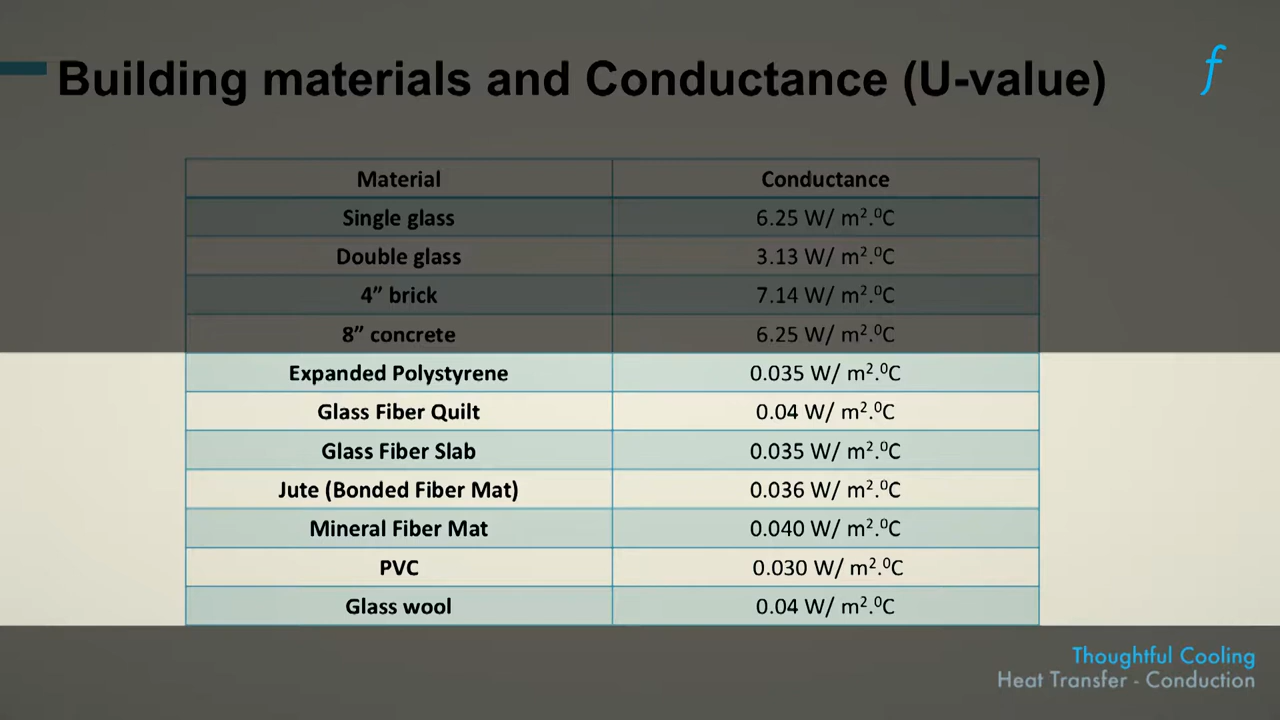 Building materials and Conductance (U-value)
f
Material Conductance
Single glass 6.25 W/ m².⁰C
Double glass 3.13 W/ m².⁰C
4” brick 7.14 W/ m².⁰C
8” concrete 6.25 W/ m².⁰C
Expanded Polystyrene 0.035 W/ m².⁰C
Glass Fiber Quilt 0.04 W/ m².⁰C
Glass Fiber Slab 0.035 W/ m².⁰C
Jute (Bonded Fiber Mat) 0.036 W/ m².⁰C
Mineral Fiber Mat 0.040 W/ m².⁰C
PVC 0.030 W/ m².⁰C
Glass wool 0.04 W/ m².⁰C
Thoughtful Cooling
Heat Transfer - Conduction